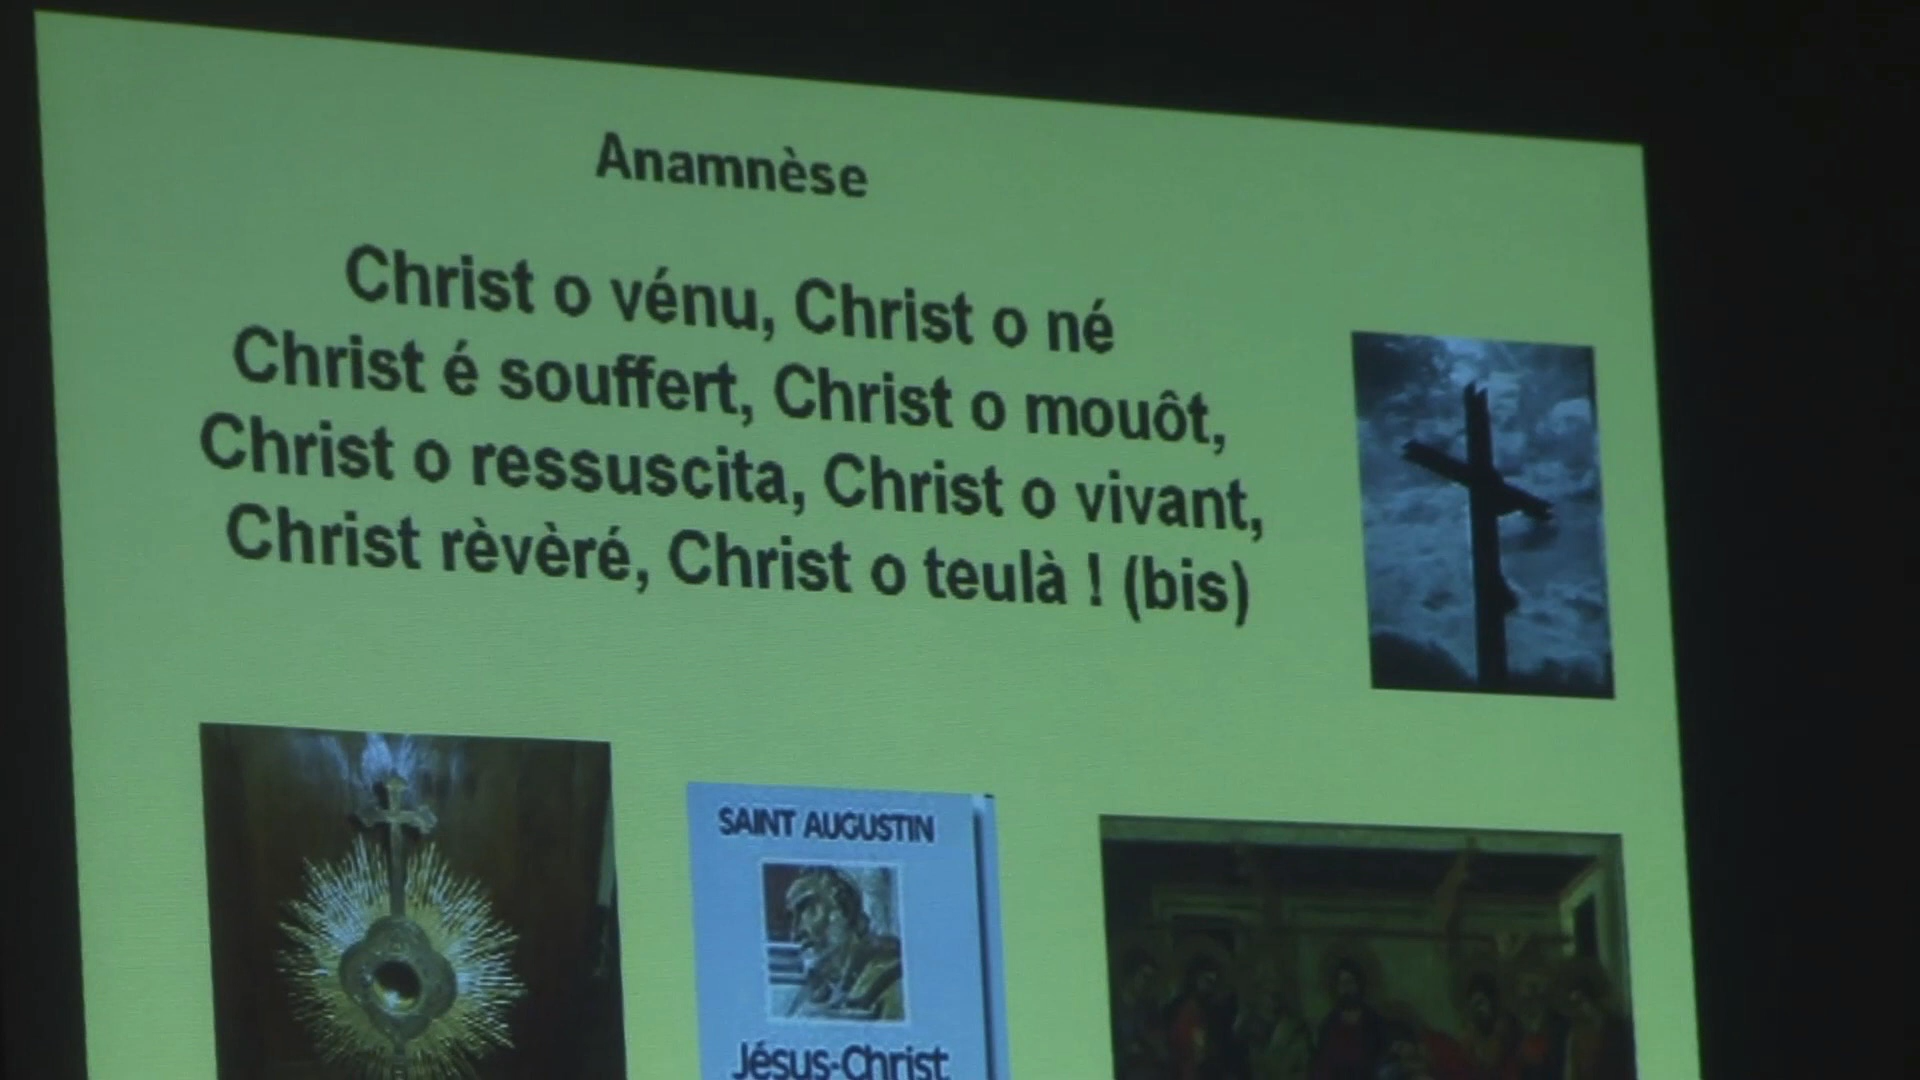 Anamnèse
Christ o vénu, Christ o né
Christ é souffert, Christ o mouôt,
Christ o ressuscita, Christ o vivant,
Christ rèvèré, Christ o teulà ! (bis)
SAINT AUGUSTIN
Jésus-Christ